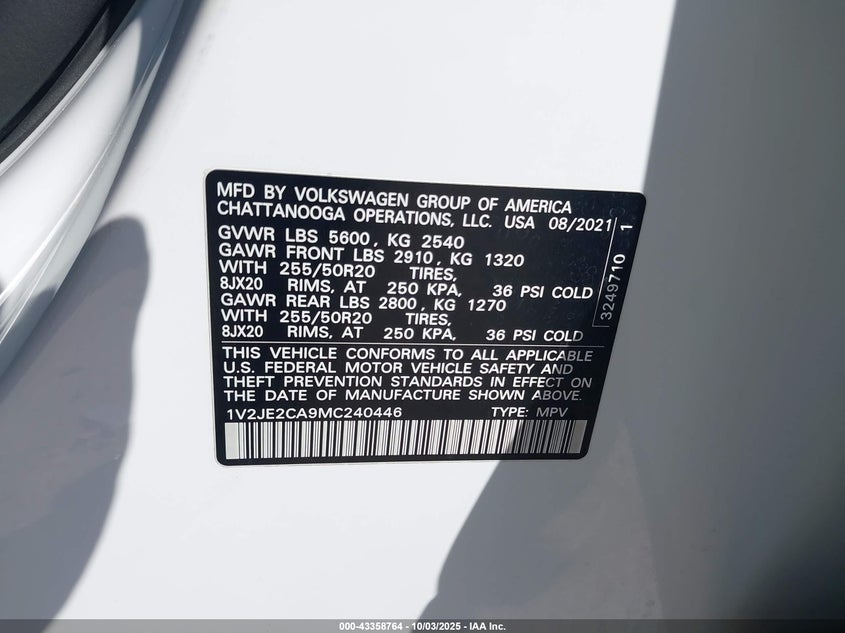 MFD BY VOLKSWAGEN GROUP OF AMERICA
CHATTANOOGA OPERATIONS, LLC. USA 08/2021
GVWR LBS 5600, KG 2540
GAWR FRONT LBS 2910, KG 1320
WITH 255/50R20 TIRES,
8JX20 RIMS, AT 250 KPA, 36 PSI COLD
GAWR REAR LBS 2800, KG 1270
WITH 255/50R20 TIRES,
8JX20 RIMS, AT 250 KPA, 36 PSI COLD
3249710 1
THIS VEHICLE CONFORMS TO ALL APPLICABLE
U.S. FEDERAL MOTOR VEHICLE SAFETY AND
THEFT PREVENTION STANDARDS IN EFFECT ON
THE DATE OF MANUFACTURE SHOWN ABOVE.
1V2JE2CA9MC240446 TYPE: MPV
000-43358764 - 10/03/2025 - IAA Inc.